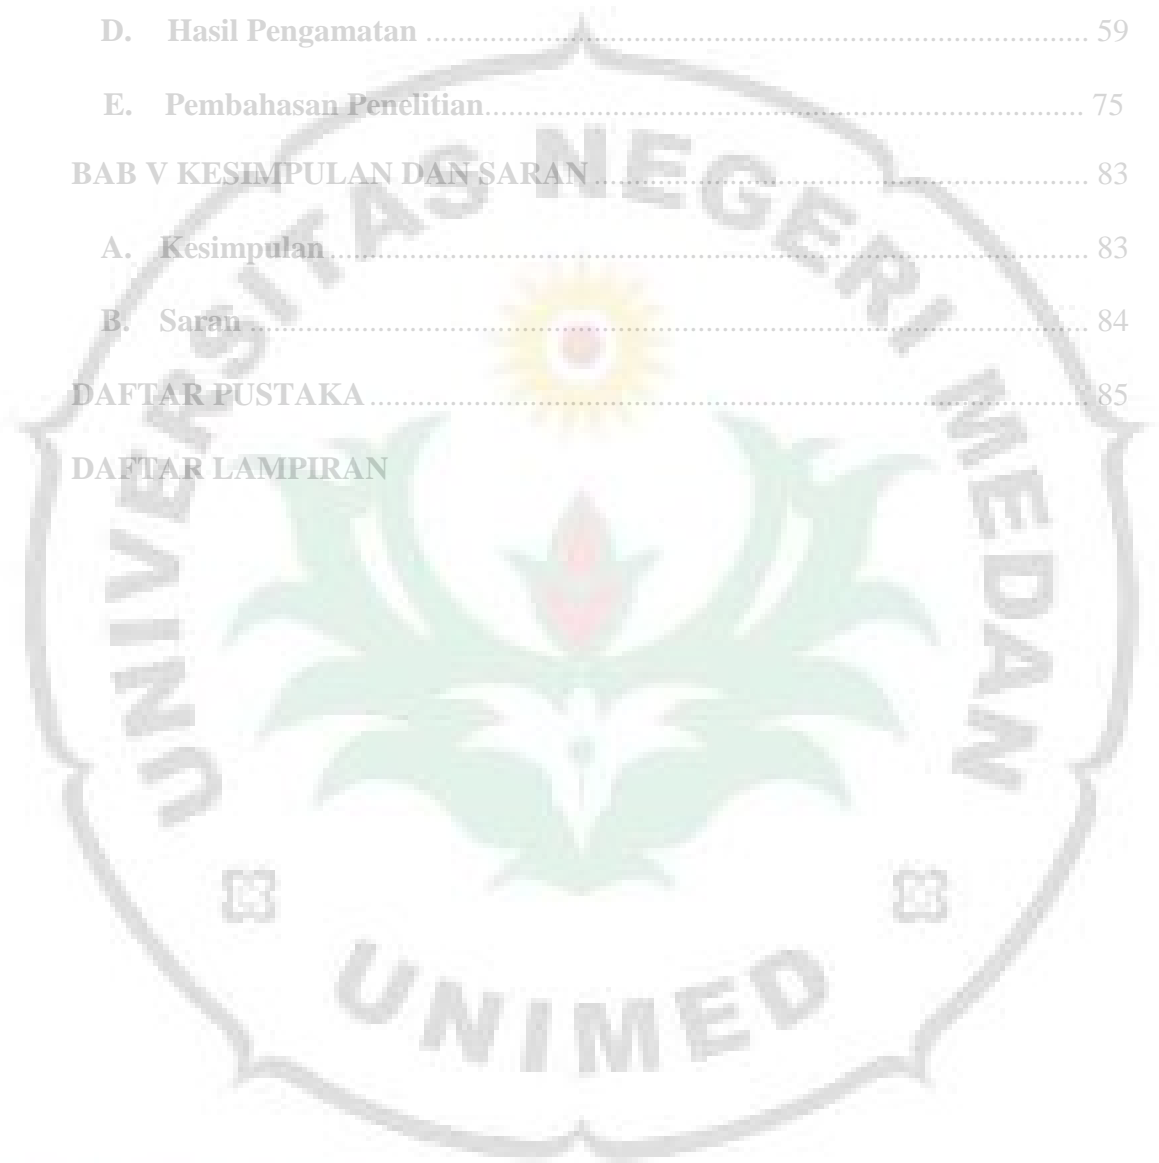 D. Hasil Pengamatan ........................................ 59
E. Pembahasan Penelitian ........................................ 75
BAB V KESIMPULAN DAN SARAN ........................................ 83
A. Kesimpulan ........................................ 83
B. Saran ........................................ 84
DAFTAR PUSTAKA ........................................ 85
DAFTAR LAMPIRAN
UNIVERSITAS NEGERI MEDAN
UNIMED